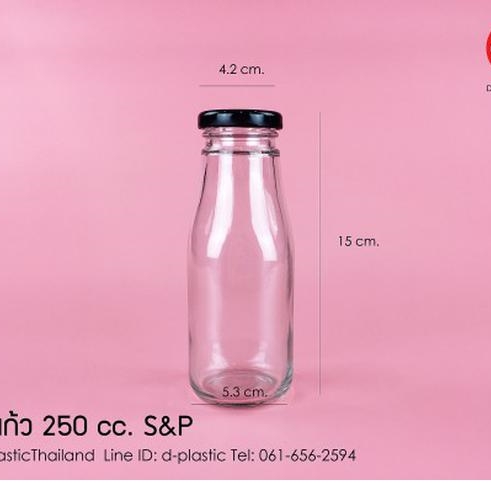 4.2 cm.
15 cm.
5.3 cm.
แก้ว 250 cc. S&P
asticThailand Line ID: d-plastic Tel: 061-656-2594